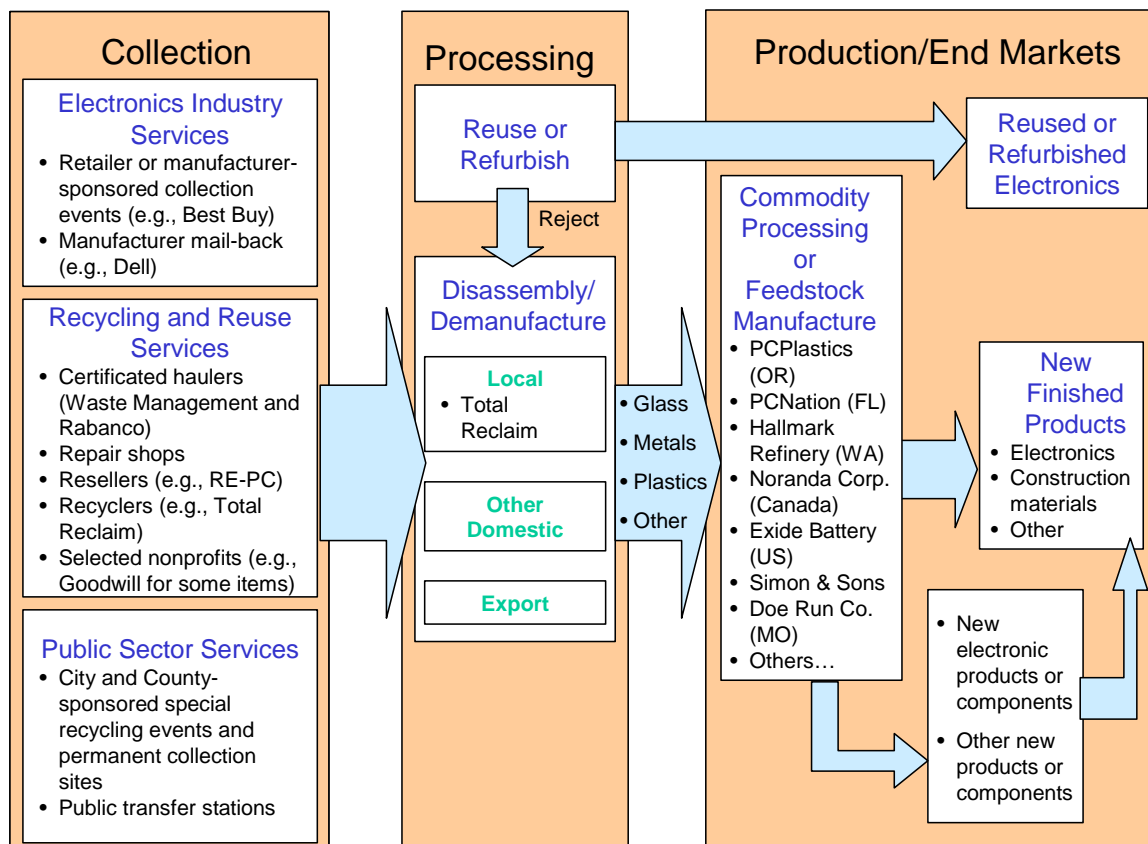 Collection
Electronics Industry
Services
• Retailer or manufacturer-
sponsored collection
events (e.g., Best Buy)
• Manufacturer mail-back
(e.g., Dell)
Recycling and Reuse
Services
• Certificated haulers
(Waste Management and
Rabanco)
• Repair shops
• Resellers (e.g., RE-PC)
• Recyclers (e.g., Total
Reclaim)
• Selected nonprofits (e.g.,
Goodwill for some items)
Public Sector Services
• City and County-
sponsored special
recycling events and
permanent collection
sites
• Public transfer stations
Processing
Reuse or
Refurbish
Reject
Disassembly/
Demanufacture
Local
• Total
Reclaim
Other
Domestic
Export
• Glass
• Metals
• Plastics
• Other
Production/End Markets
Commodity
Processing
or
Feedstock
Manufacture
• PCPlastics
(OR)
• PCNation (FL)
• Hallmark
Refinery (WA)
• Noranda Corp.
(Canada)
• Exide Battery
(US)
• Simon & Sons
• Doe Run Co.
(MO)
• Others…
Reused or
Refurbished
Electronics
New
Finished
Products
• Electronics
• Construction
materials
• Other
• New
electronic
products or
components
• Other new
products or
components